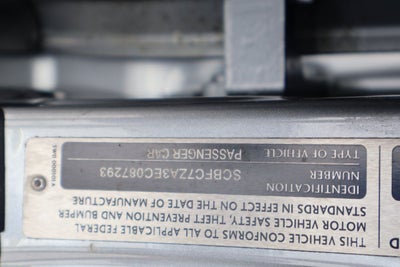 THIS VEHICLE CONFORMS TO ALL APPLICABLE FEDERAL
MOTOR VEHICLE SAFETY, THEFT PREVENTION AND BUMPER
STANDARDS IN EFFECT ON THE DATE OF MANUFACTURE
IDENTIFICATION
NUMBER SCBFC7ZA3EC087293
TYPE OF VEHICLE PASSENGER CAR